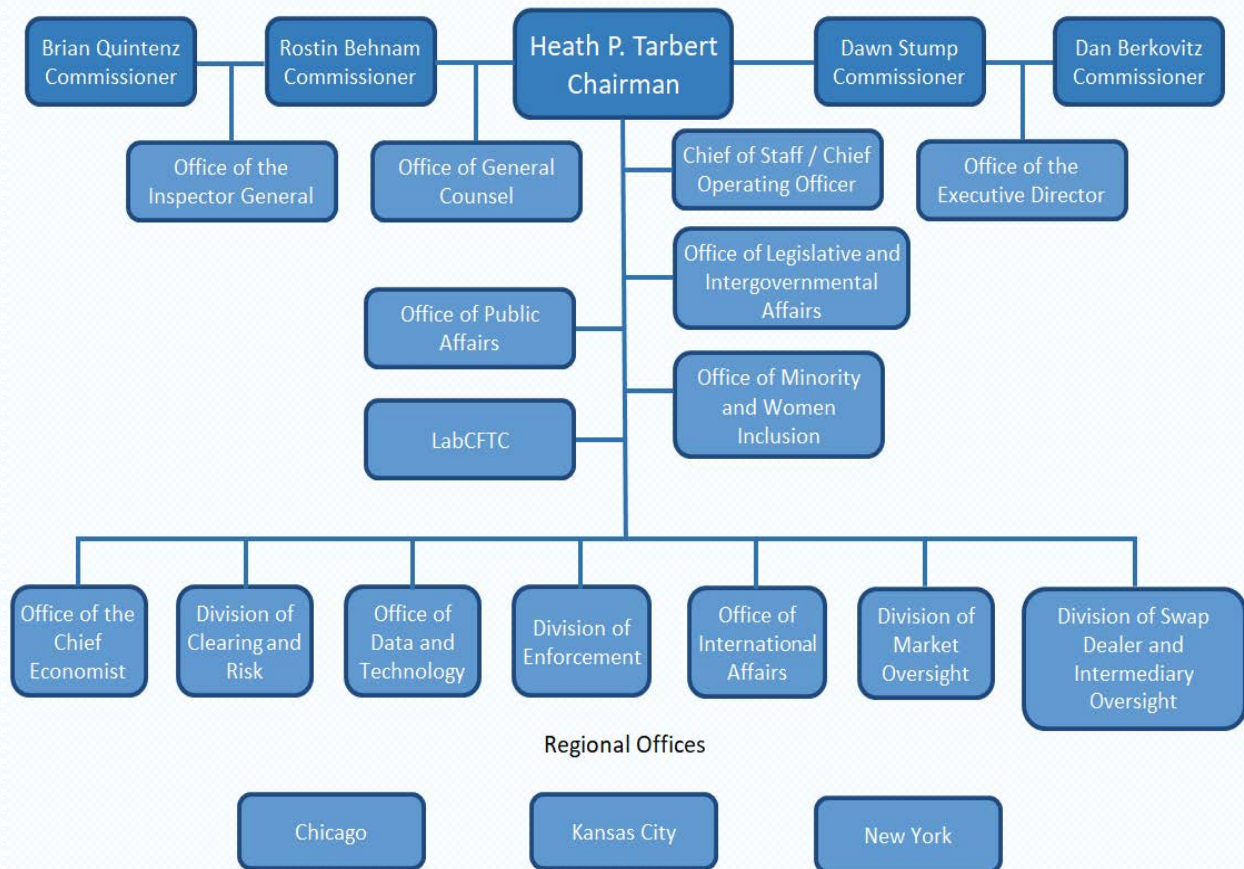 Brian Quintenz
Commissioner
Rostin Behnam
Commissioner
Heath P. Tarbert
Chairman
Dawn Stump
Commissioner
Dan Berkovitz
Commissioner
Office of the
Inspector General
Office of General
Counsel
Chief of Staff / Chief
Operating Officer
Office of the
Executive Director
Office of Legislative and
Intergovernmental
Affairs
Office of Public
Affairs
Office of Minority
and Women
Inclusion
LabCFTC
Office of the
Chief
Economist
Division of
Clearing and
Risk
Office of
Data and
Technology
Division of
Enforcement
Office of
International
Affairs
Division of
Market
Oversight
Division of Swap
Dealer and
Intermediary
Oversight
Regional Offices
Chicago
Kansas City
New York